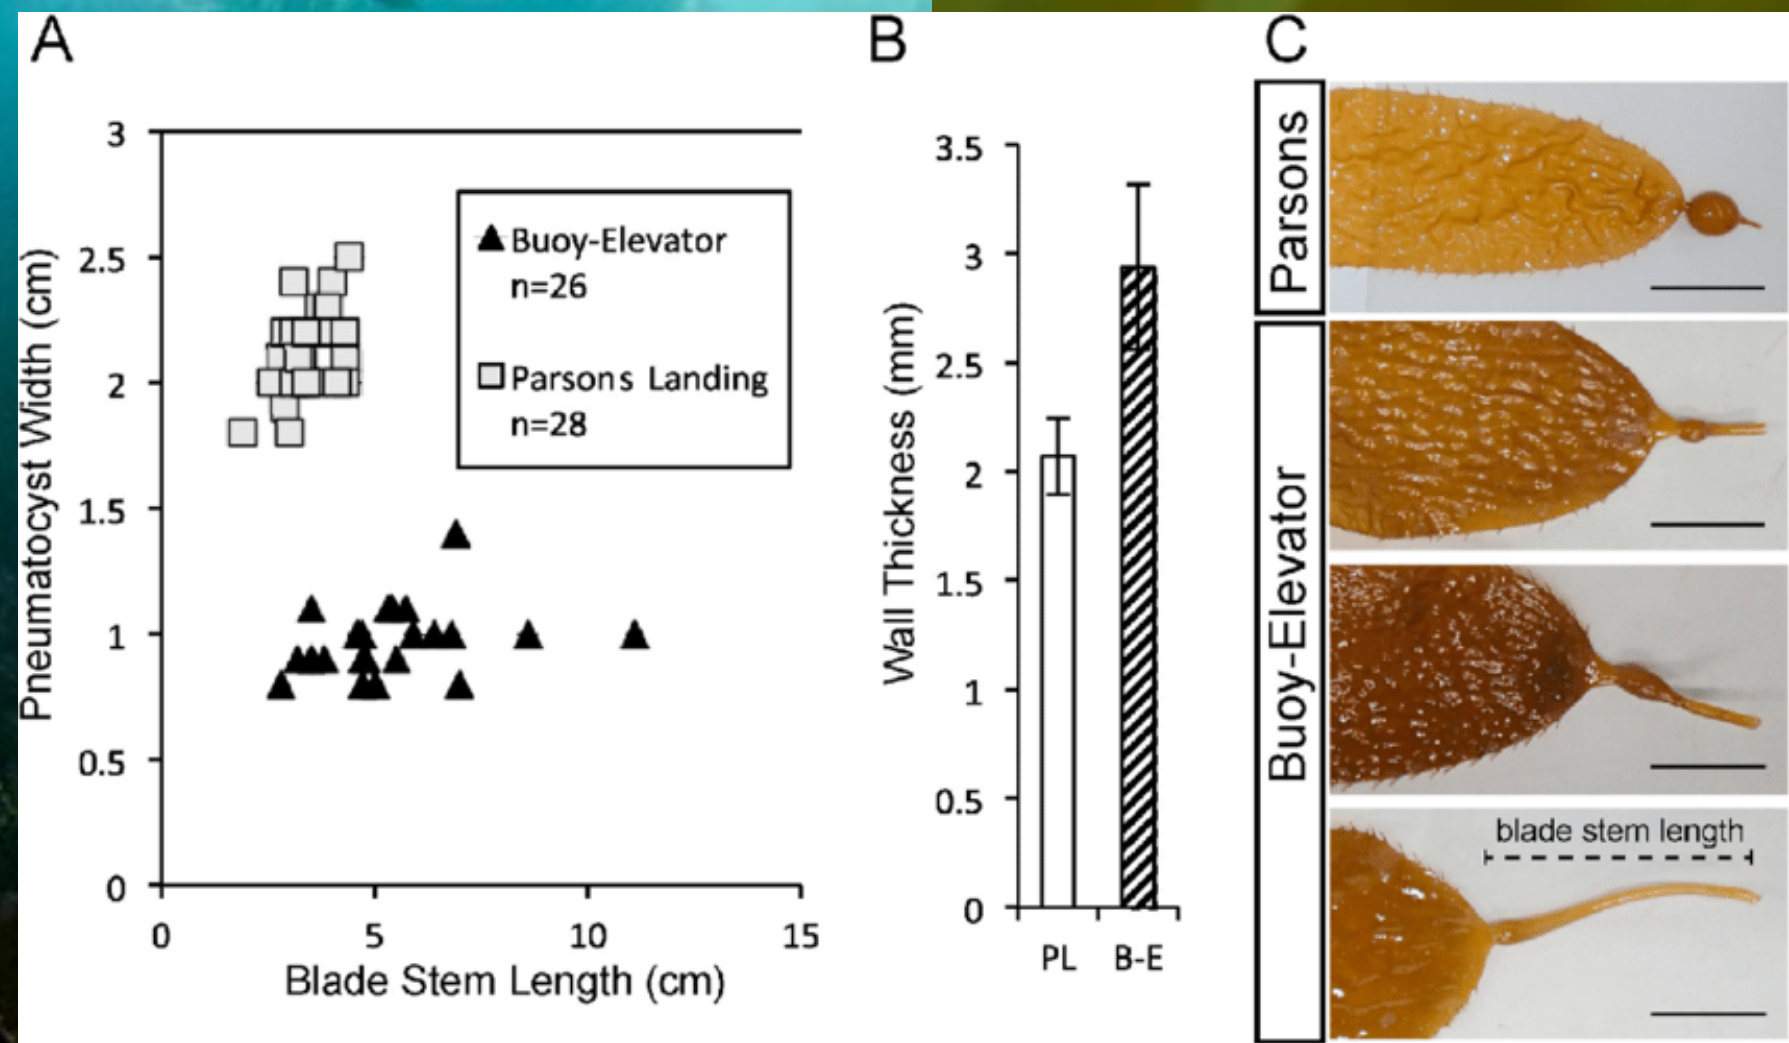 A
Pneumatocyst Width (cm)
3
2.5
2
1.5
1
0.5
0
0
5
10
15
Blade Stem Length (cm)
Buoy-Elevator
n=26
Parsons Landing
n=28
B
Wall Thickness (mm)
3.5
3
2.5
2
1.5
1
0.5
0
PL
B-E
C
Parsons
Buoy-Elevator
blade stem length